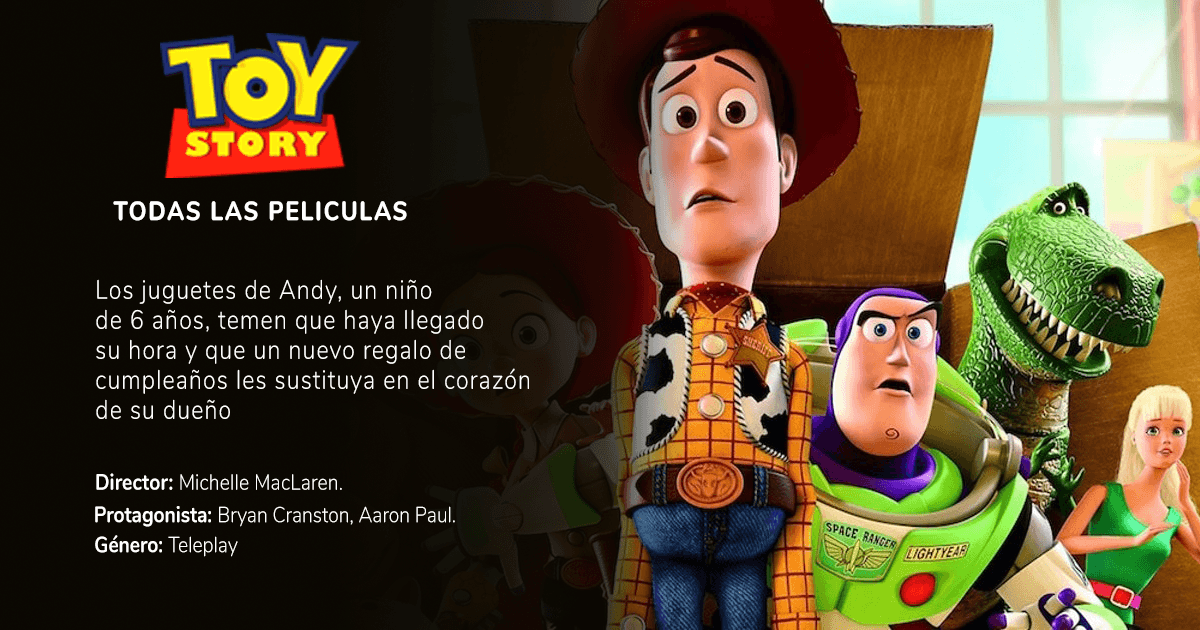 TOY
STORY
TODAS LAS PELICULAS
Los juguetes de Andy, un niño
de 6 años, temen que haya llegado
su hora y que un nuevo regalo de
cumpleaños les sustituya en el corazón
de su dueño
Director: Michelle MacLaren.
Protagonista: Bryan Cranston, Aaron Paul.
Género: Teleplay
SHERIFF
SPACE RANGER
LIGHTYEAR